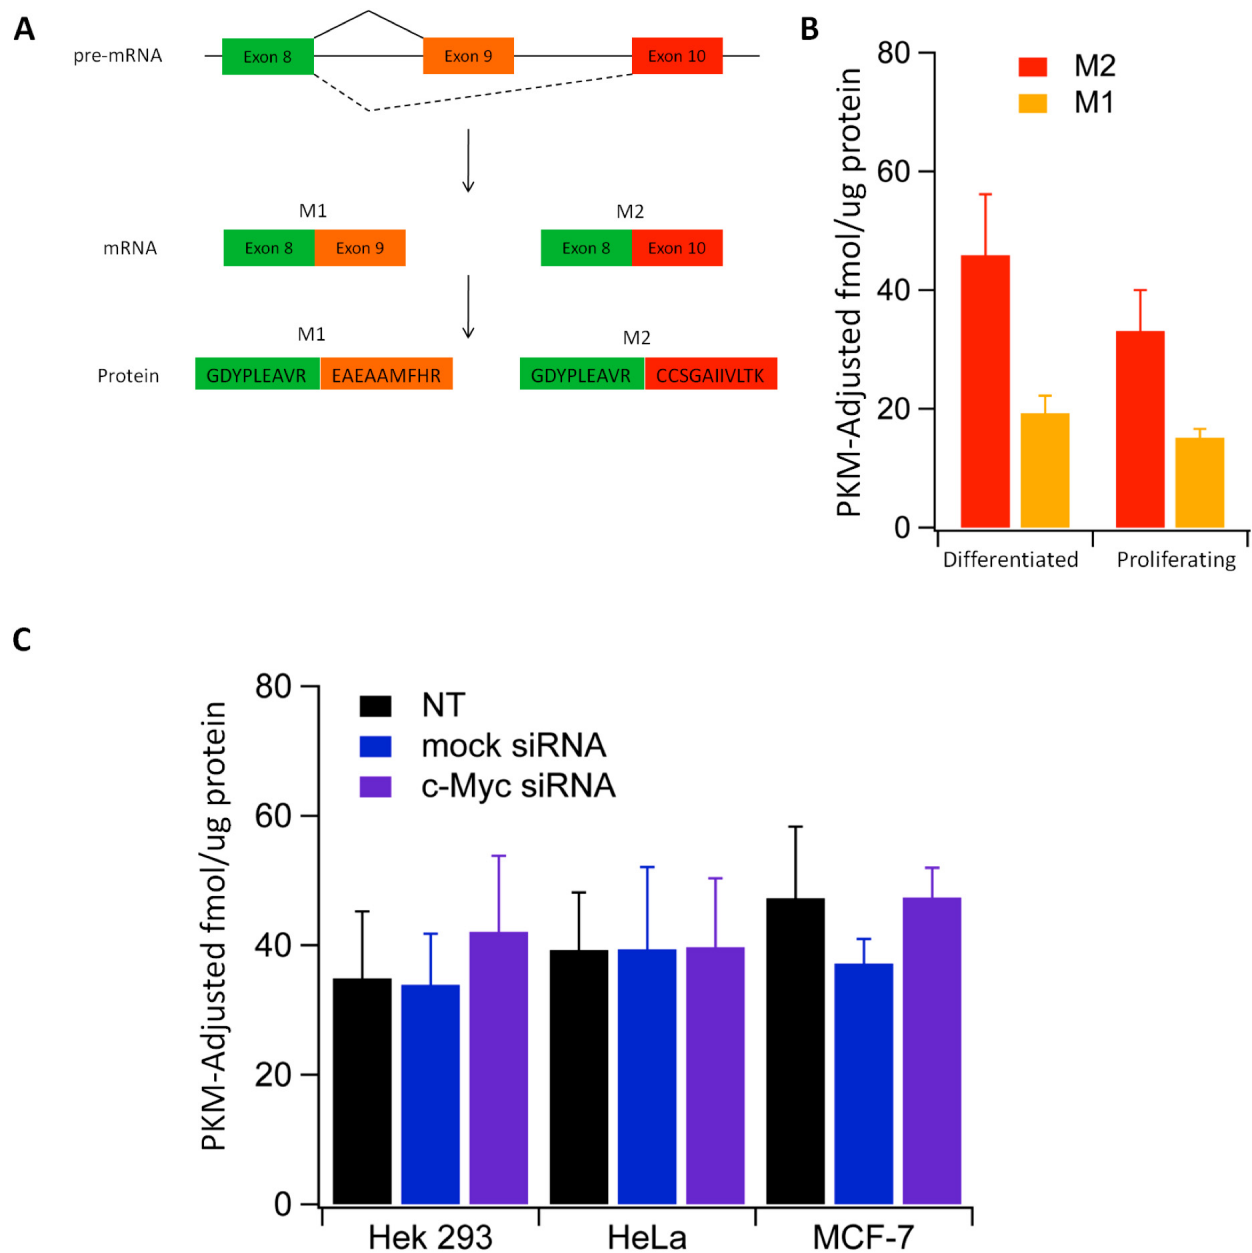 A
pre-mRNA
Exon 8
Exon 9
Exon 10
M1
M2
mRNA
Exon 8
Exon 9
Exon 8
Exon 10
M1
M2
Protein
GDYPLEAVR
EAEAAMFHR
GDYPLEAVR
CCSGAIIVLTK
B
PKM-Adjusted fmol/ug protein
80
60
40
20
0
M2
M1
Differentiated
Proliferating
C
PKM-Adjusted fmol/ug protein
80
60
40
20
0
NT
mock siRNA
c-Myc siRNA
Hek 293
HeLa
MCF-7